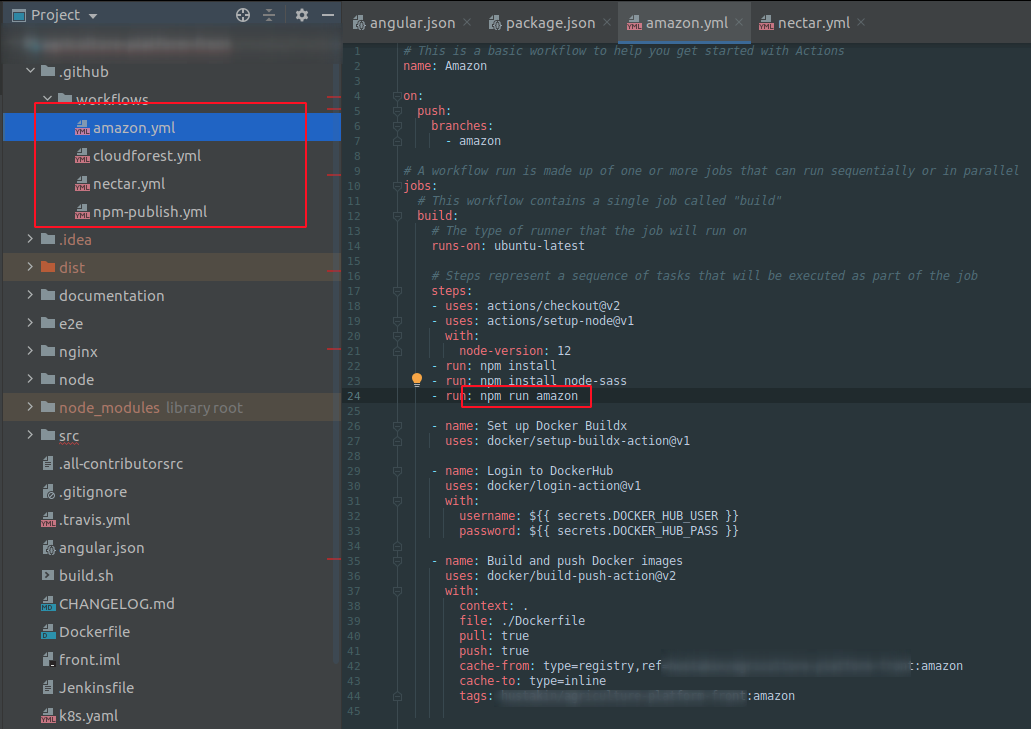 Project
.github
workflows
amazon.yml
cloudforest.yml
nectar.yml
npm-publish.yml
.idea
dist
documentation
e2e
nginx
node
node_modules library root
src
.all-contributorsrc
.gitignore
.travis.yml
angular.json
build.sh
CHANGELOG.md
Dockerfile
front.iml
Jenkinsfile
k8s.yaml
angular.json
package.json
amazon.yml
nectar.yml
1 # This is a basic workflow to help you get started with Actions
2 name: Amazon
3
4 on:
5 push:
6 branches:
7 - amazon
8
9 # A workflow run is made up of one or more jobs that can run sequentially or in parallel
10 jobs:
11 # This workflow contains a single job called "build"
12 build:
13 # The type of runner that the job will run on
14 runs-on: ubuntu-latest
15
16 # Steps represent a sequence of tasks that will be executed as part of the job
17 steps:
18 - uses: actions/checkout@v2
19 - uses: actions/setup-node@v1
20 with:
21 node-version: 12
22 - run: npm install
23 - run: npm install node-sass
24 - run: npm run amazon
25
26 - name: Set up Docker Buildx
27 uses: docker/setup-buildx-action@v1
28
29 - name: Login to DockerHub
30 uses: docker/login-action@v1
31 with:
32 username: ${{ secrets.DOCKER_HUB_USER }}
33 password: ${{ secrets.DOCKER_HUB_PASS }}
34
35 - name: Build and push Docker images
36 uses: docker/build-push-action@v2
37 with:
38 context: .
39 file: ./Dockerfile
40 pull: true
41 push: true
42 cache-from: type=registry,ref :amazon
43 cache-to: type=inline
44 tags: :amazon
45